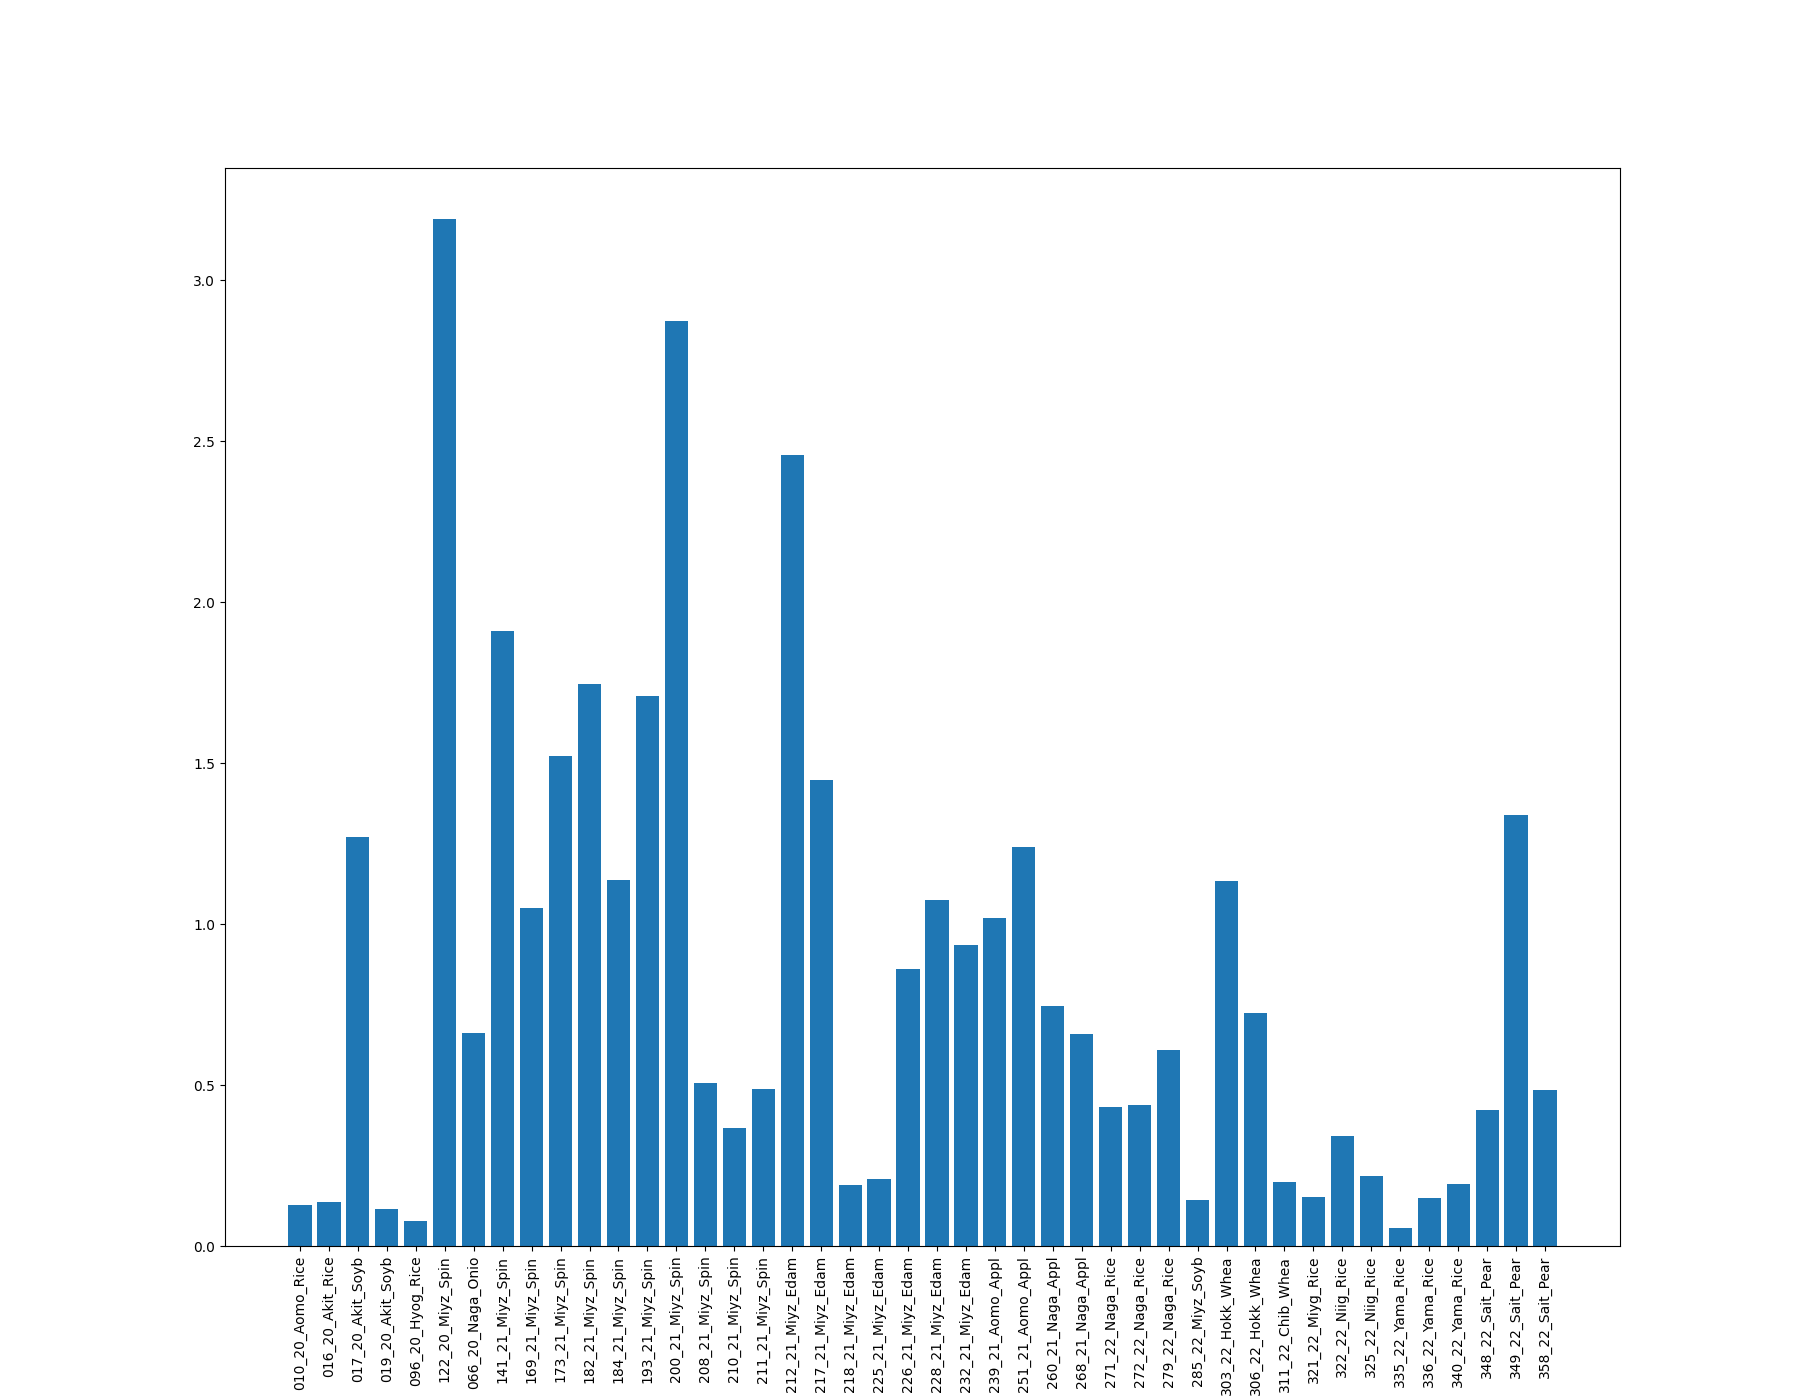 3.0
2.5
2.0
1.5
1.0
0.5
0.0
010_20_Aomo_Rice
016_20_Akit_Rice
017_20_Akit_Soyb
019_20_Akit_Soyb
096_20_Hyog_Rice
122_20_Miyz_Spin
066_20_Naga_Onio
141_21_Miyz_Spin
169_21_Miyz_Spin
173_21_Miyz_Spin
182_21_Miyz_Spin
184_21_Miyz_Spin
193_21_Miyz_Spin
200_21_Miyz_Spin
208_21_Miyz_Spin
210_21_Miyz_Spin
211_21_Miyz_Spin
212_21_Miyz_Edam
217_21_Miyz_Edam
218_21_Miyz_Edam
225_21_Miyz_Edam
226_21_Miyz_Edam
228_21_Miyz_Edam
232_21_Miyz_Edam
239_21_Aomo_Appl
251_21_Aomo_Appl
260_21_Naga_Appl
268_21_Naga_Appl
271_22_Naga_Rice
272_22_Naga_Rice
279_22_Naga_Rice
285_22_Miyz_Soyb
303_22_Hokk_Whea
306_22_Hokk_Whea
311_22_Chib_Whea
321_22_Miyg_Rice
322_22_Niig_Rice
325_22_Niig_Rice
335_22_Yama_Rice
336_22_Yama_Rice
340_22_Yama_Rice
348_22_Sait_Pear
349_22_Sait_Pear
358_22_Sait_Pear